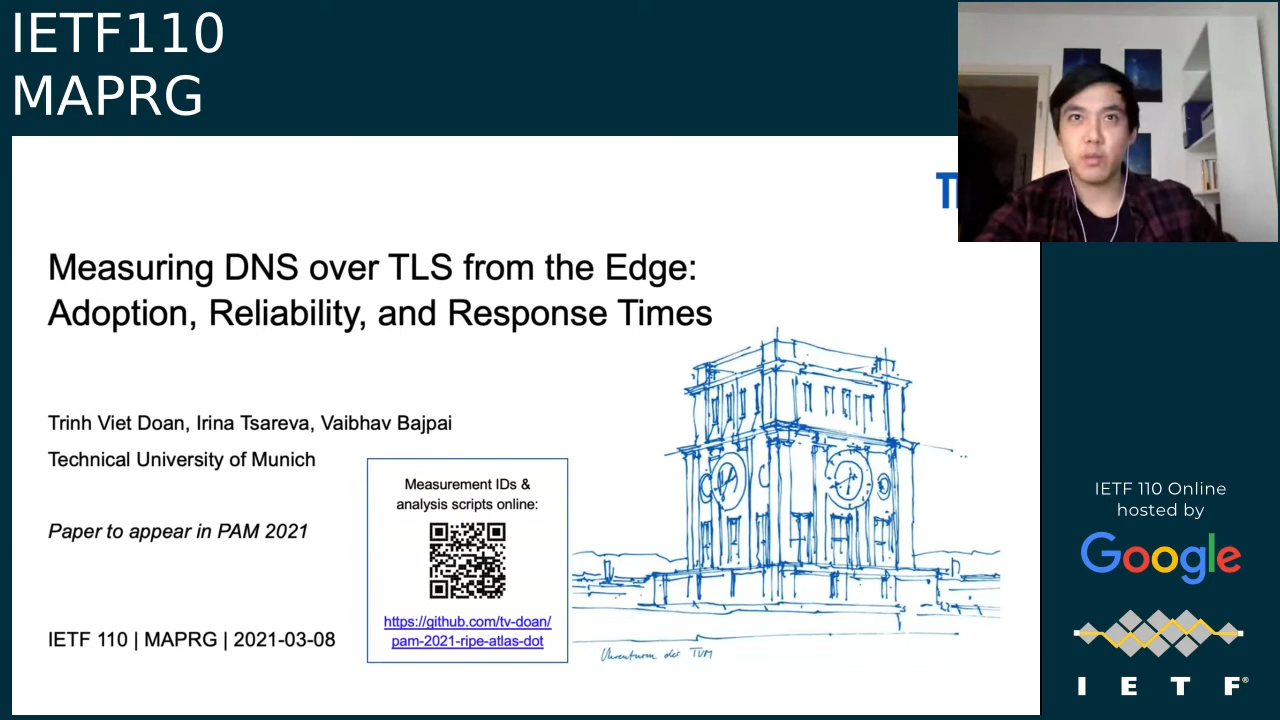 IETF110
MAPRG
Measuring DNS over TLS from the Edge:
Adoption, Reliability, and Response Times
Trinh Viet Doan, Irina Tsareva, Vaibhav Bajpai
Technical University of Munich
Paper to appear in PAM 2021
IETF 110 | MAPRG | 2021-03-08
Measurement IDs &
analysis scripts online:
https://github.com/tv-doan/
pam-2021-ripe-atlas-dot
Uhrenturm der TUM
IETF 110 Online
hosted by
Google
I E T F®